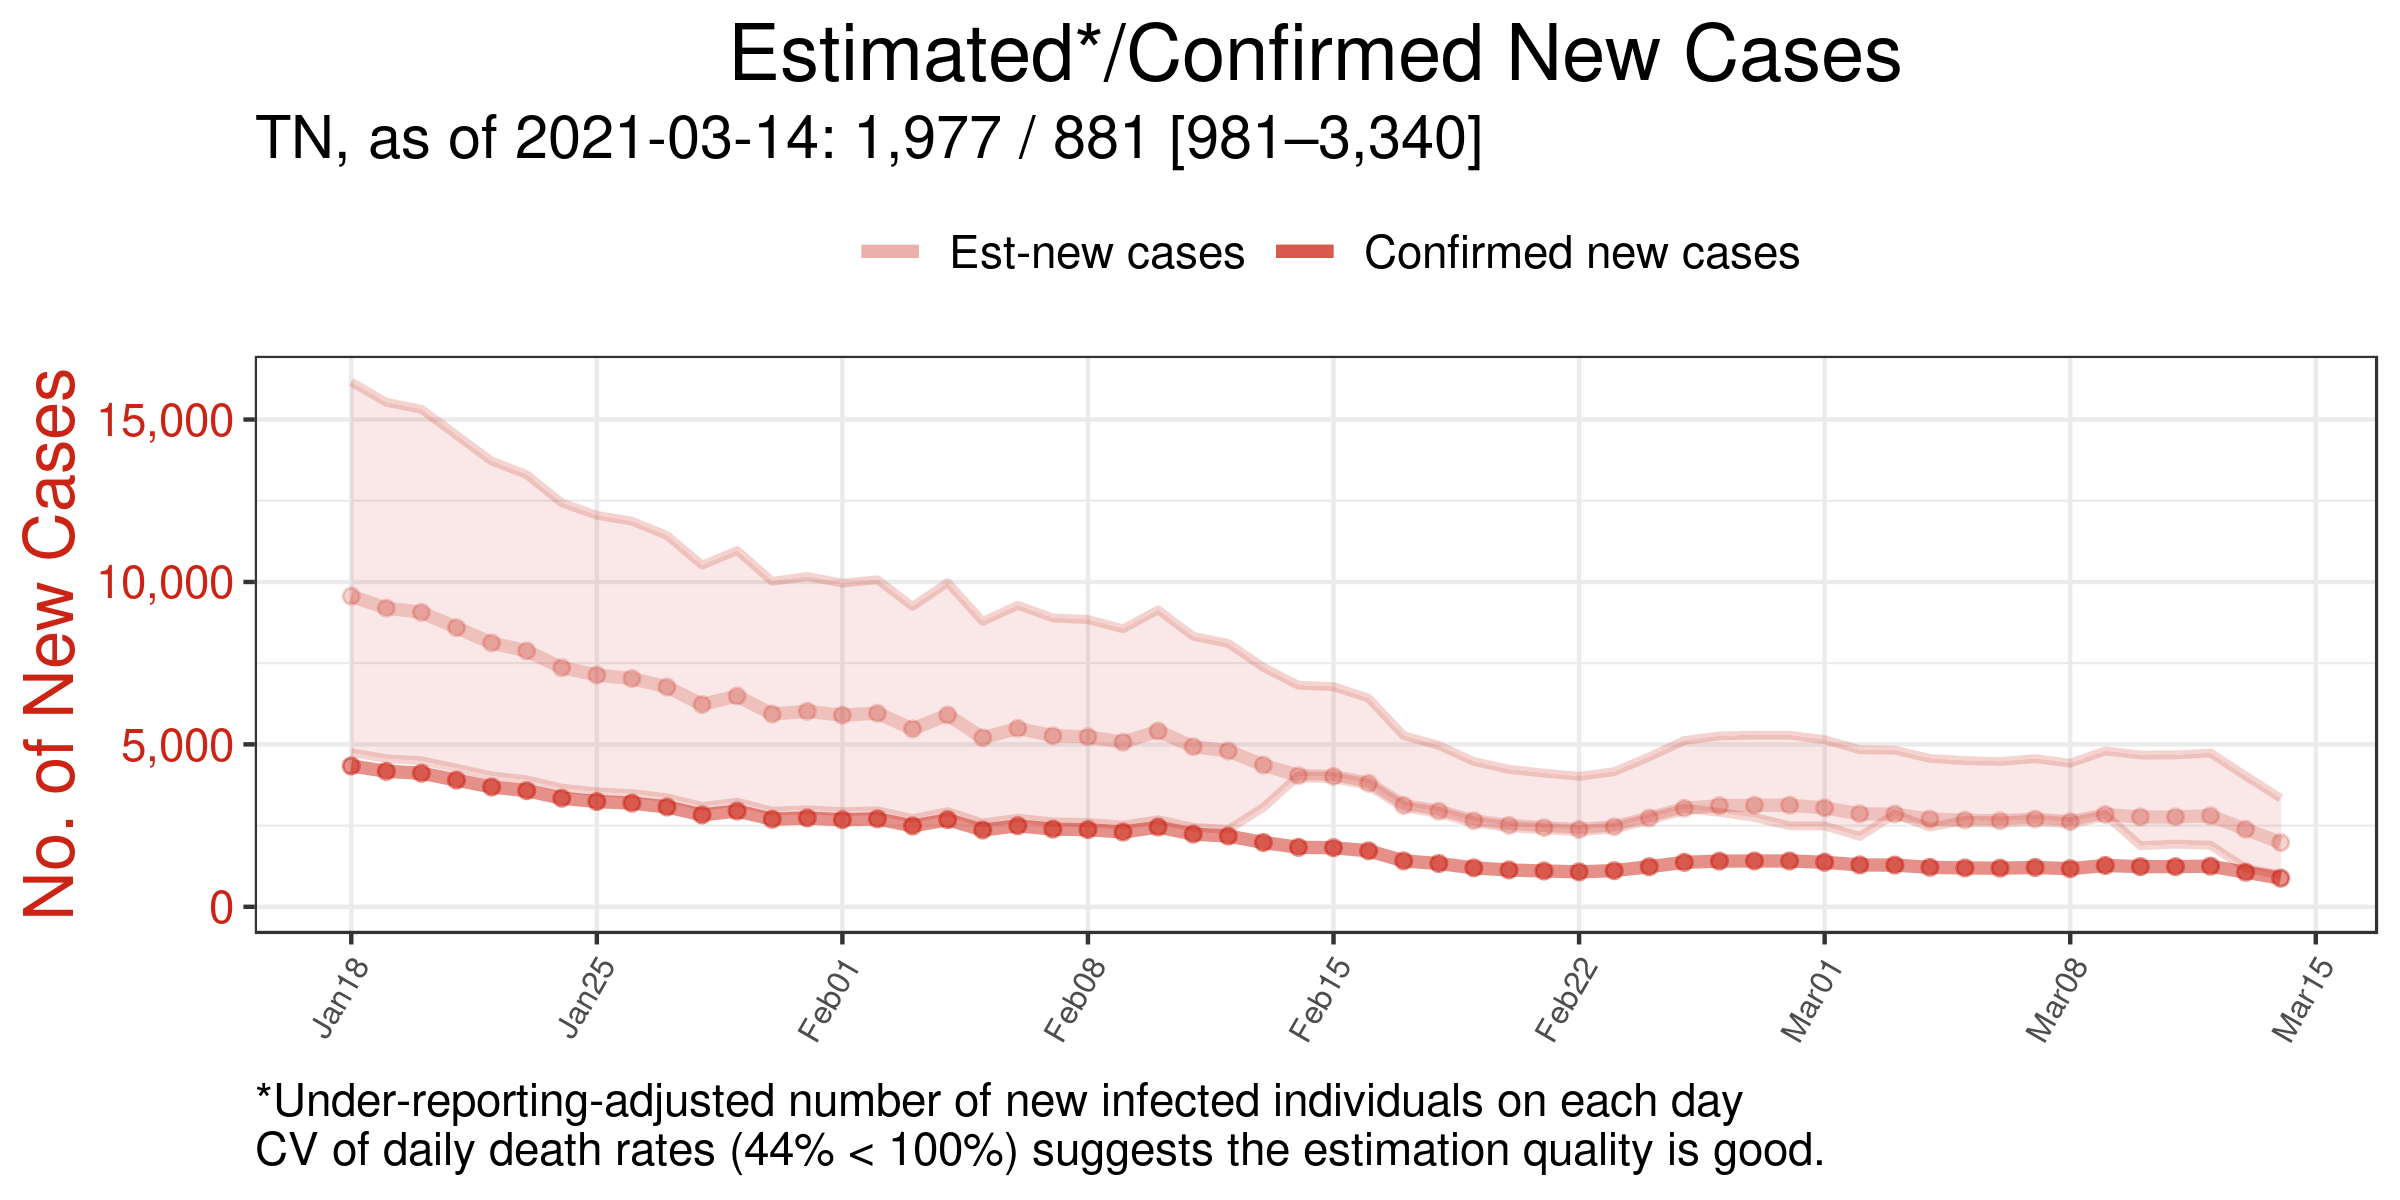 Estimated*/Confirmed New Cases
TN, as of 2021-03-14: 1,977 / 881 [981–3,340]
Est-new cases
Confirmed new cases
No. of New Cases
15,000
10,000
5,000
0
Jan18
Jan25
Feb01
Feb08
Feb15
Feb22
Mar01
Mar08
Mar15
*Under-reporting-adjusted number of new infected individuals on each day
CV of daily death rates (44% < 100%) suggests the estimation quality is good.